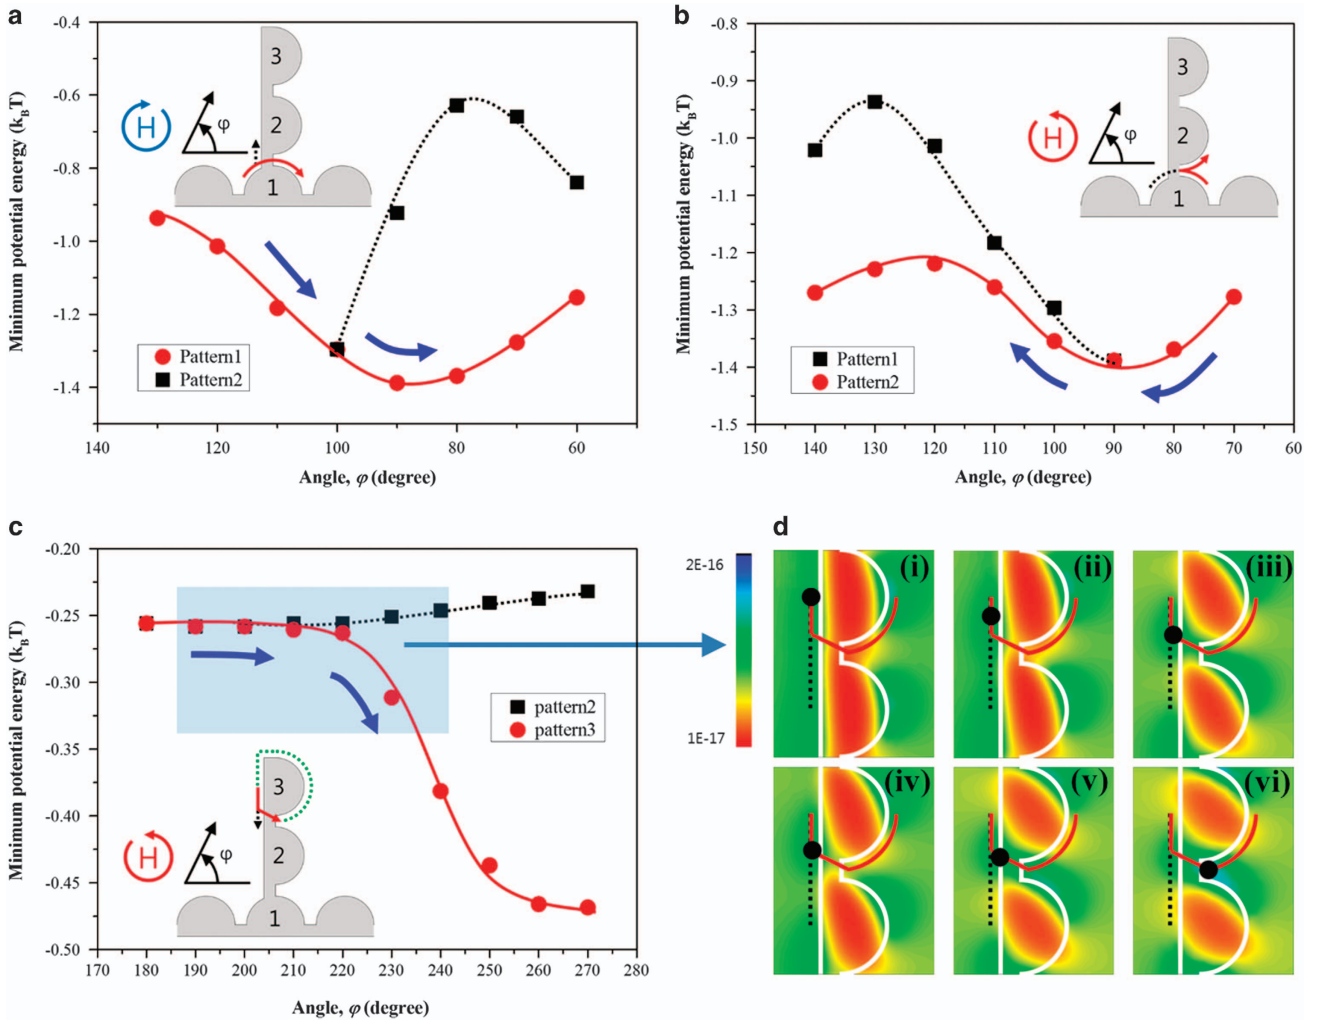 a
-0.4
-0.6
-0.8
-1.0
-1.2
-1.4
Minimum potential energy (kBT)
H
φ
3
2
1
Pattern1
Pattern2
140
120
100
80
60
Angle, φ (degree)
b
-0.8
-0.9
-1.0
-1.1
-1.2
-1.3
-1.4
-1.5
Minimum potential energy (kBT)
H
φ
3
2
1
Pattern1
Pattern2
150
140
130
120
110
100
90
80
70
60
Angle, φ (degree)
c
-0.20
-0.25
-0.30
-0.35
-0.40
-0.45
-0.50
Minimum potential energy (kBT)
pattern2
pattern3
H
φ
3
2
1
170
180
190
200
210
220
230
240
250
260
270
280
Angle, φ (degree)
d
2E-16
1E-17
(i)
(ii)
(iii)
(iv)
(v)
(vi)